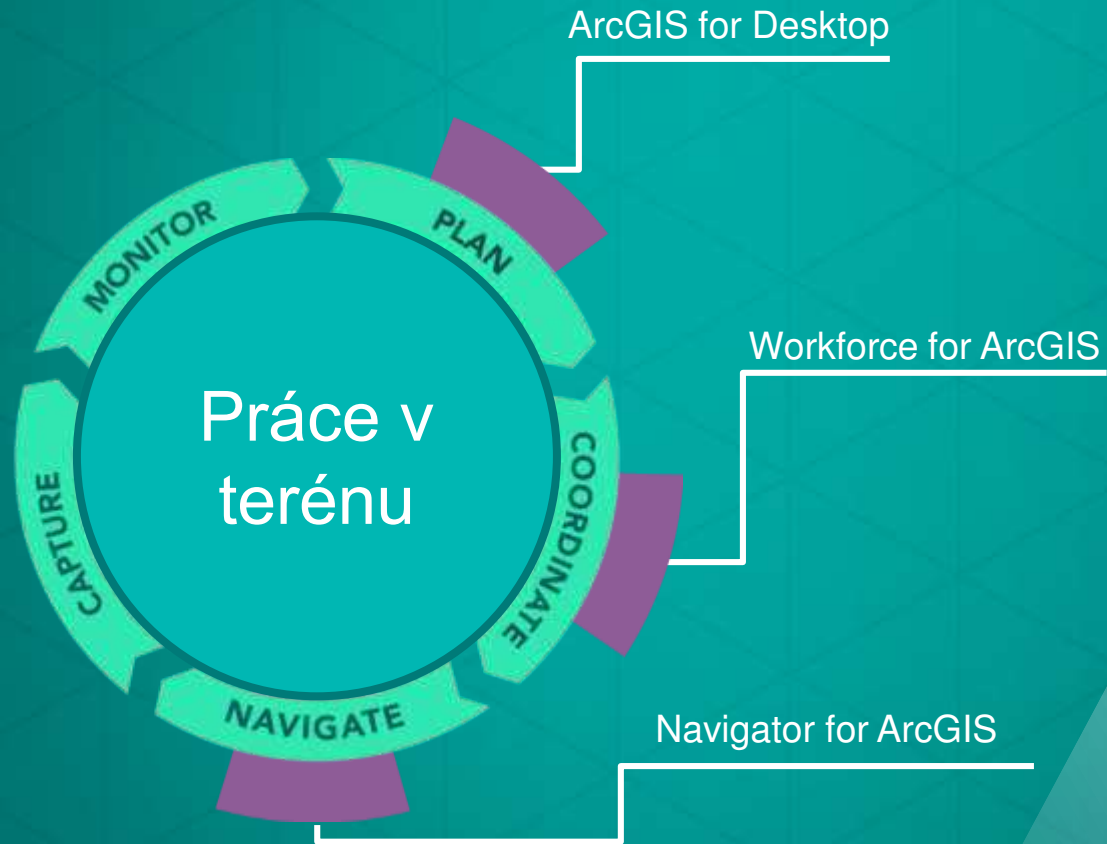 ArcGIS for Desktop
MONITOR
PLAN
Workforce for ArcGIS
Práce v
terénu
COORDINATE
CAPTURE
NAVIGATE
Navigator for ArcGIS